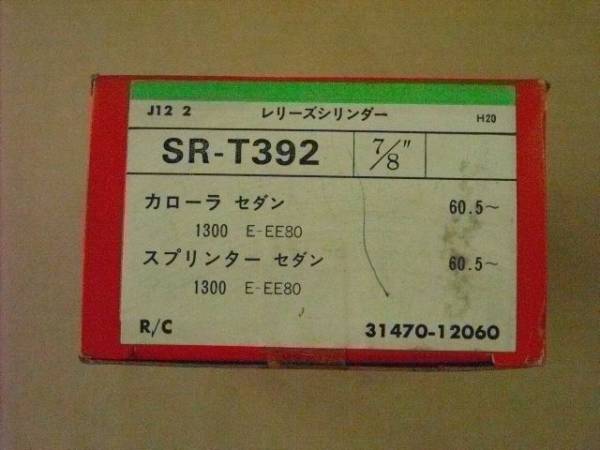 J12 2 レリーズシリンダー H20
SR-T392 7/8"
カローラ セダン 60.5~
1300 E-EE80
スプリンター セダン 60.5~
1300 E-EE80
R/C 31470-12060